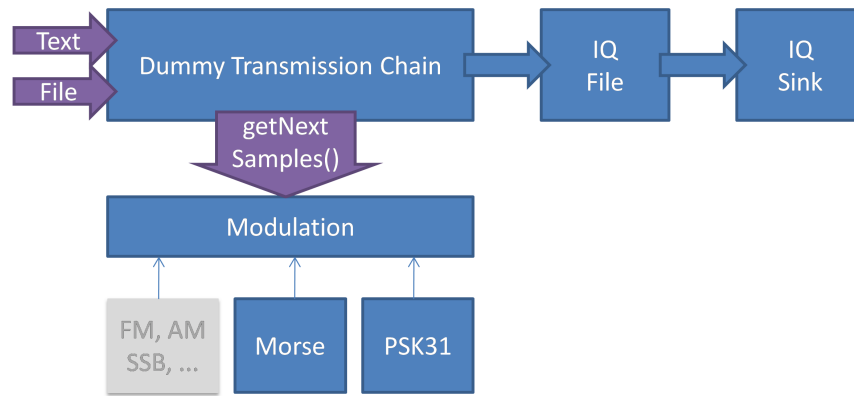 Text
File
Dummy Transmission Chain
IQ
File
IQ
Sink
getNext
Samples()
Modulation
FM, AM
SSB, ...
Morse
PSK31